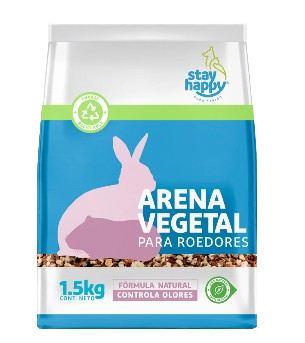 stay
happy
ARENA
VEGETAL
PARA ROEDORES
1.5kg
CONT. NETO
FÓRMULA NATURAL
CONTROLA OLORES